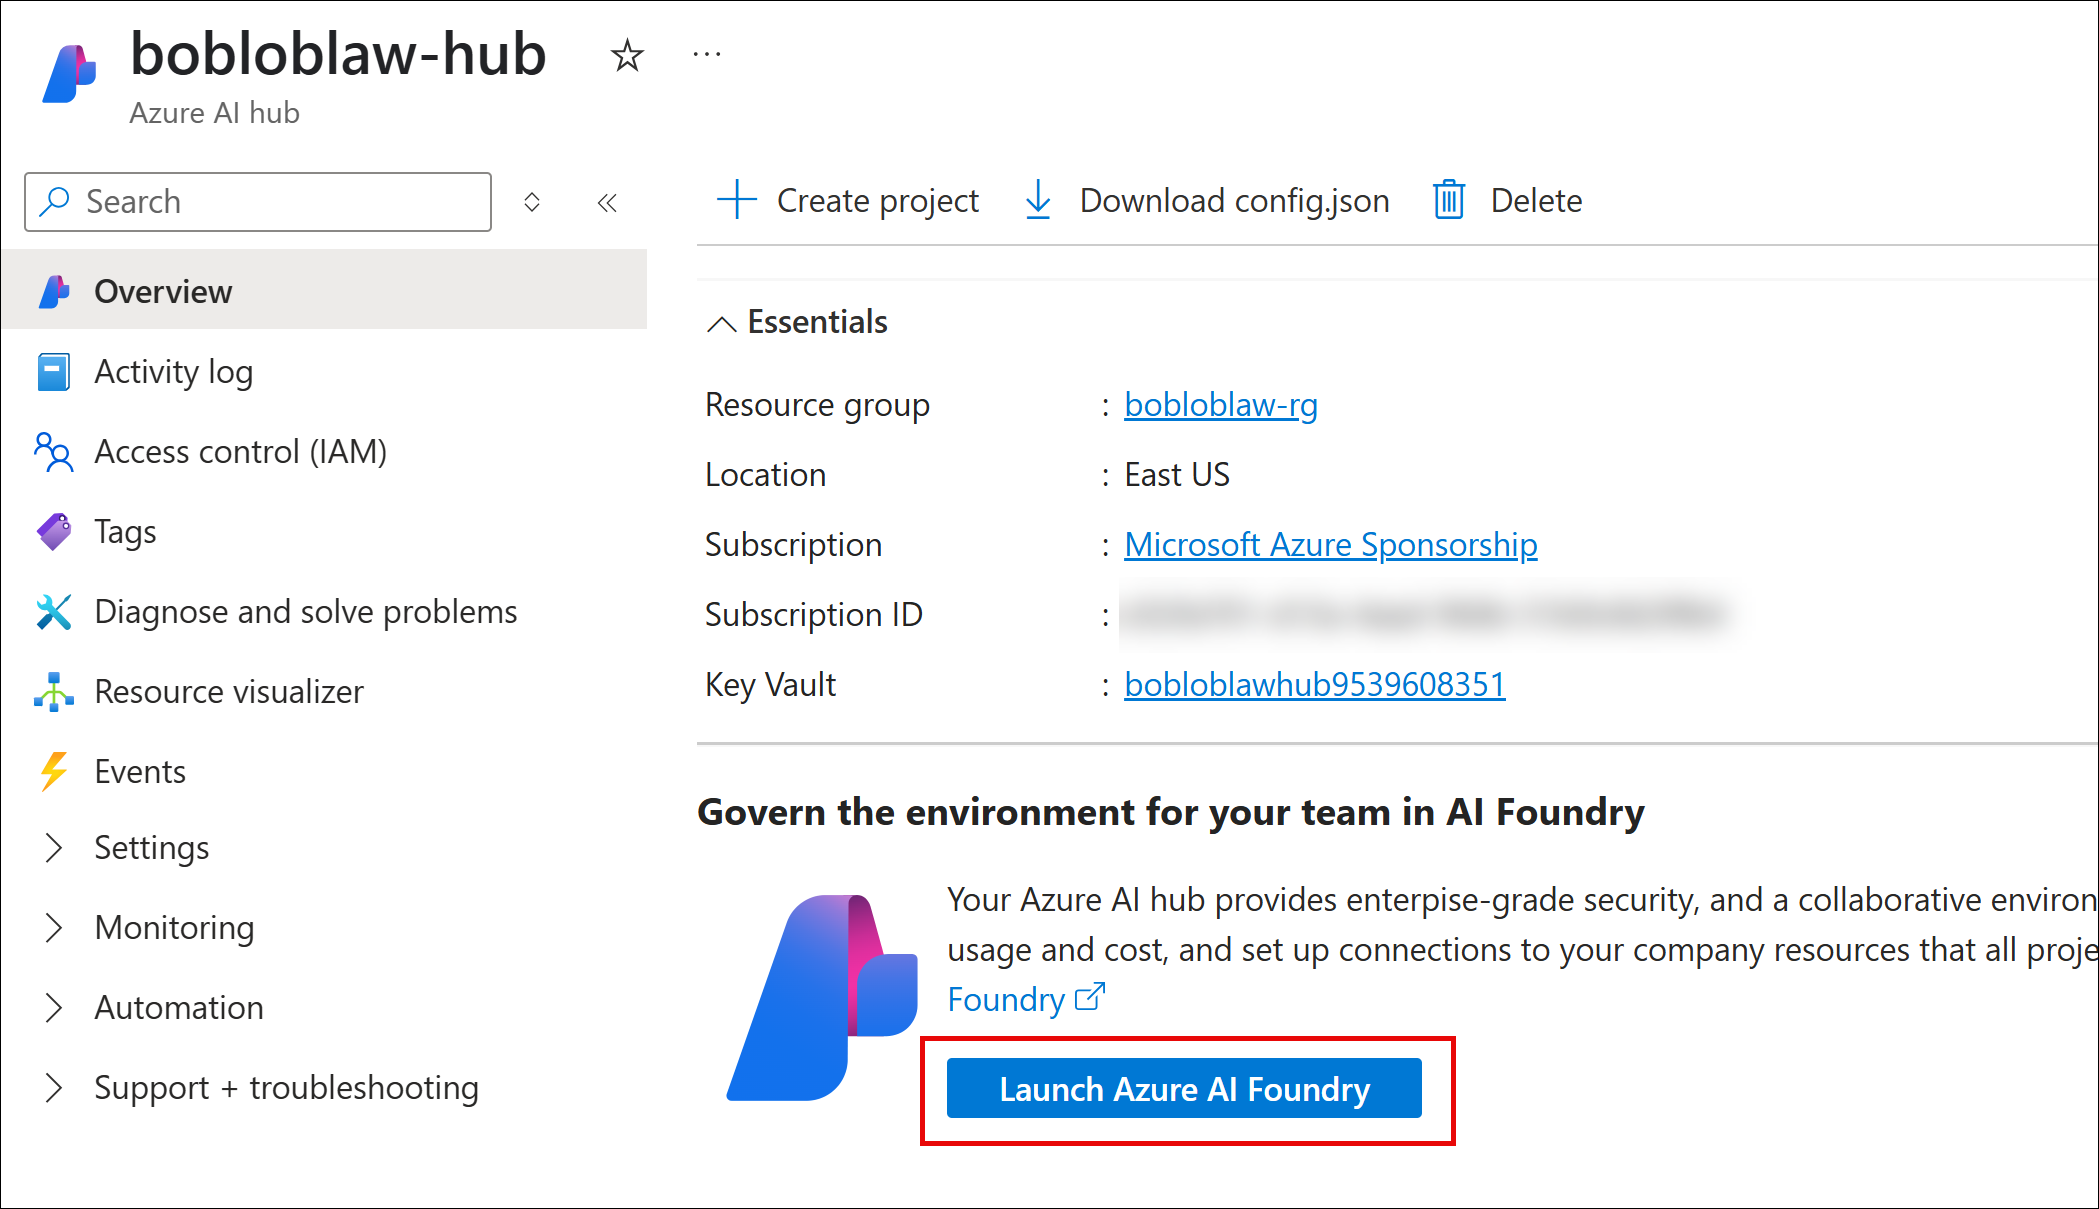 bobloblaw-hub
Azure AI hub
Search
Create project Download config.json Delete
Overview
Activity log
Access control (IAM)
Tags
Diagnose and solve problems
Resource visualizer
Events
Settings
Monitoring
Automation
Support + troubleshooting
Essentials
Resource group : bobloblaw-rg
Location : East US
Subscription : Microsoft Azure Sponsorship
Subscription ID :
Key Vault : bobloblawhub9539608351
Govern the environment for your team in AI Foundry
Your Azure AI hub provides enterpise-grade security, and a collaborative environ
usage and cost, and set up connections to your company resources that all proje
Foundry
Launch Azure AI Foundry